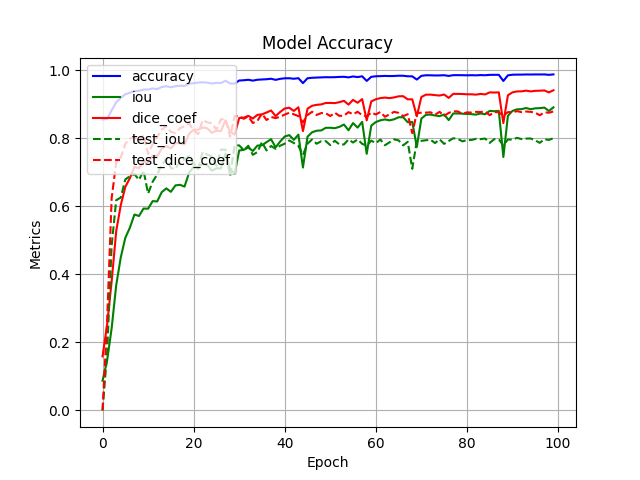 Model Accuracy
accuracy
iou
dice_coef
test_iou
test_dice_coef
1.0
0.8
0.6
0.4
0.2
0.0
Metrics
0 20 40 60 80 100
Epoch